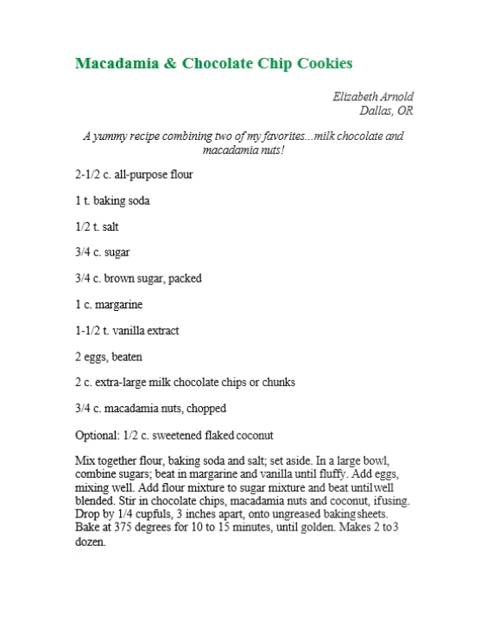 Macadamia & Chocolate Chip Cookies
Elizabeth Arnold
Dallas, OR
A yummy recipe combining two of my favorites...milk chocolate and
macadamia nuts!
2-1/2 c. all-purpose flour
1 t. baking soda
1/2 t. salt
3/4 c. sugar
3/4 c. brown sugar, packed
1 c. margarine
1-1/2 t. vanilla extract
2 eggs, beaten
2 c. extra-large milk chocolate chips or chunks
3/4 c. macadamia nuts, chopped
Optional: 1/2 c. sweetened flaked coconut
Mix together flour, baking soda and salt; set aside. In a large bowl,
combine sugars; beat in margarine and vanilla until fluffy. Add eggs,
mixing well. Add flour mixture to sugar mixture and beat until well
blended. Stir in chocolate chips, macadamia nuts and coconut, if using.
Drop by 1/4 cupfuls, 3 inches apart, onto ungreased baking sheets.
Bake at 375 degrees for 10 to 15 minutes, until golden. Makes 2 to 3
dozen.